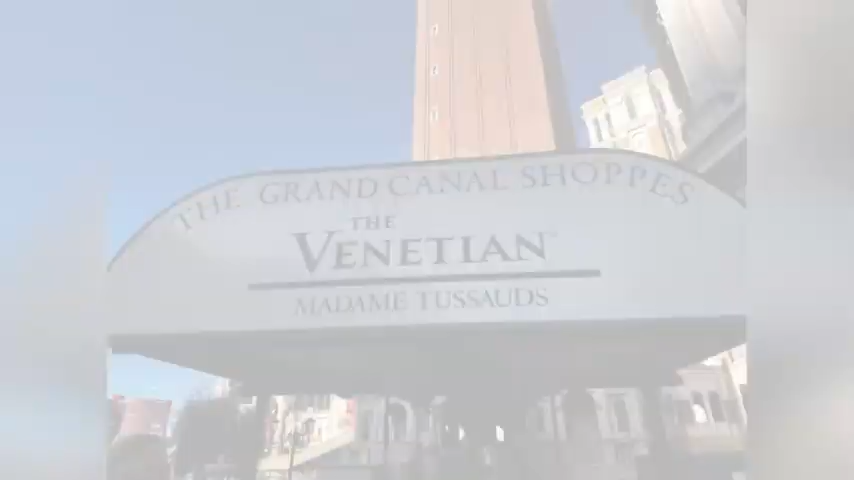 THE GRAND CANAL SHOPPES
THE
VENETIAN
MADAME TUSSAUDS